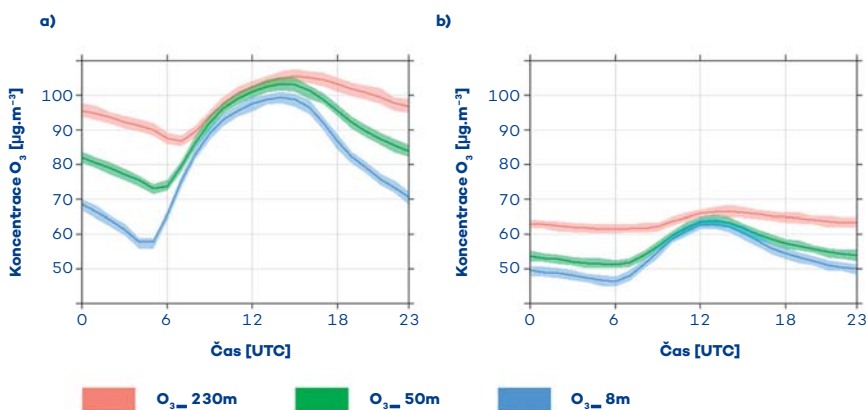 a)
Koncentrace O₃ [µg.m⁻³]
100
90
80
70
60
50
0 6 12 18 23
Čas [UTC]
b)
Koncentrace O₃ [µg.m⁻³]
100
90
80
70
60
50
0 6 12 18 23
Čas [UTC]
O₃_ 230m O₃_ 50m O₃_ 8m